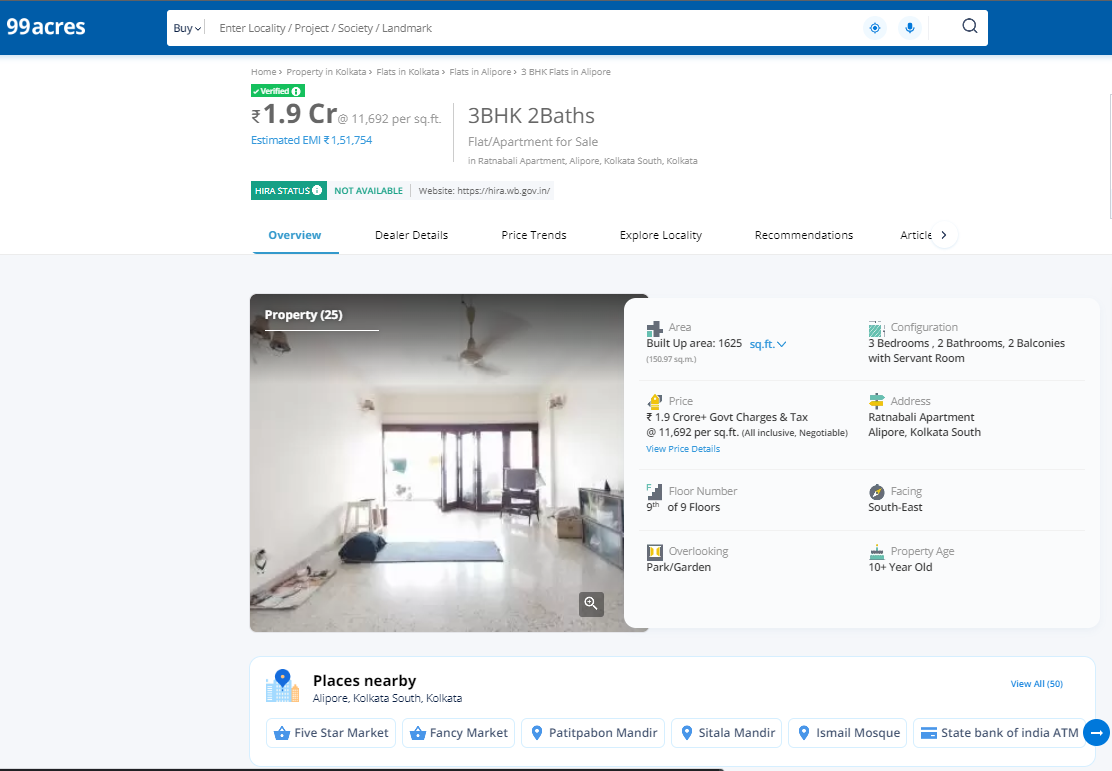 99acres
Buy
Enter Locality / Project / Society / Landmark
Home › Property in Kolkata › Flats in Kolkata › Flats in Alipore › 3 BHK Flats in Alipore
Verified
₹1.9 Cr @ 11,692 per sq.ft.
Estimated EMI ₹1,51,754
3BHK 2Baths
Flat/Apartment for Sale
in Ratnabali Apartment, Alipore, Kolkata South, Kolkata
HIRA STATUS NOT AVAILABLE Website: https://hira.wb.gov.in/
Overview Dealer Details Price Trends Explore Locality Recommendations Article
Property (25)
Area
Built Up area: 1625 sq.ft.
(150.97 sq.m.)
Configuration
3 Bedrooms , 2 Bathrooms, 2 Balconies
with Servant Room
Price
₹ 1.9 Crore+ Govt Charges & Tax
@ 11,692 per sq.ft. (All inclusive, Negotiable)
View Price Details
Address
Ratnabali Apartment
Alipore, Kolkata South
Floor Number
9th of 9 Floors
Facing
South-East
Overlooking
Park/Garden
Property Age
10+ Year Old
Places nearby
Alipore, Kolkata South, Kolkata
View All (50)
Five Star Market
Fancy Market
Patitpabon Mandir
Sitala Mandir
Ismail Mosque
State bank of india ATM